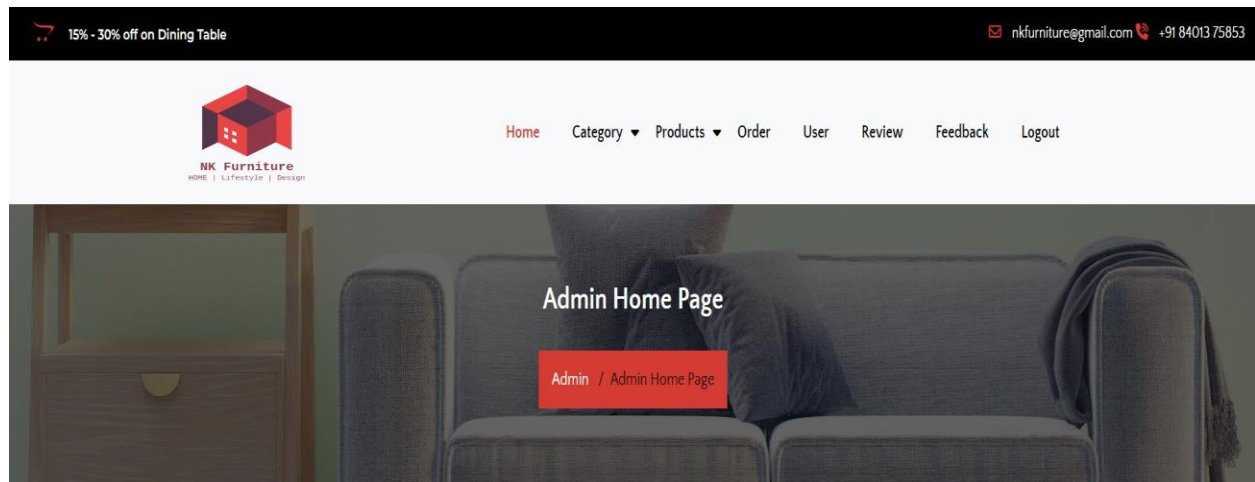 15% - 30% off on Dining Table
nkfurniture@gmail.com +91 84013 75853
NK Furniture
HOME | Lifestyle | Design
Home Category Products Order User Review Feedback Logout
Admin Home Page
Admin / Admin Home Page